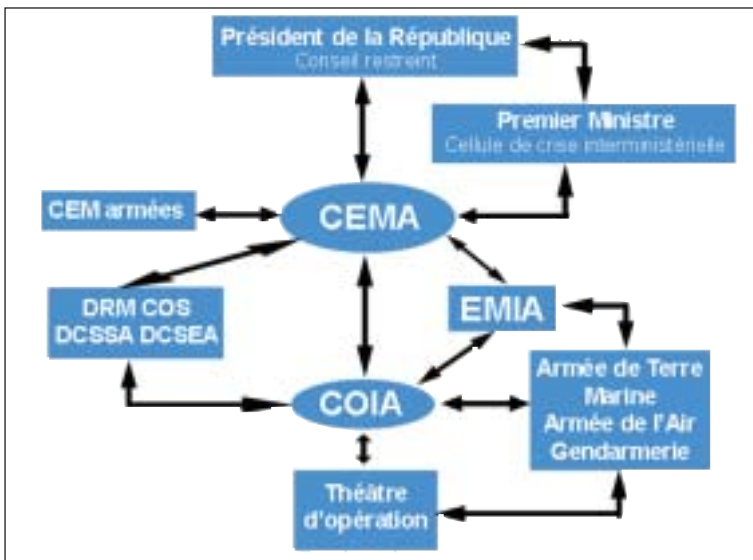 Président de la République
Conseil restreint
Premier Ministre
Cellule de crise interministérielle
CEM armées
CEMA
DRM COS
DCSSA DCSEA
EMIA
COIA
Armée de Terre
Marine
Armée de l'Air
Gendarmerie
Théâtre
d'opération